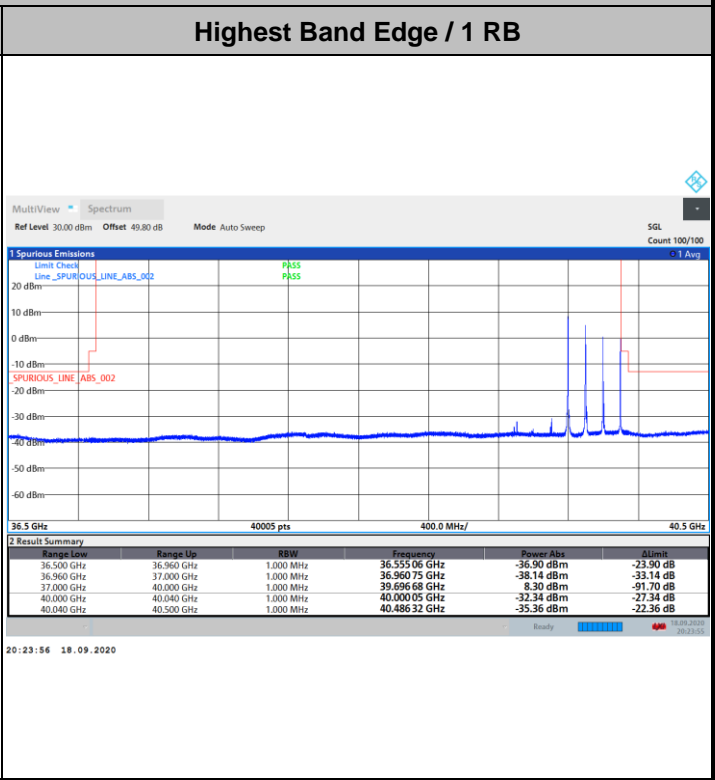 Highest Band Edge / 1 RB
MultiView Spectrum
Ref Level 30.00 dBm Offset 49.80 dB Mode Auto Sweep SGL
Count 100/100
1 Spurious Emissions 1 Avg
Limit Check PASS
Line _SPURIOUS_LINE_ABS_002 PASS
20 dBm
10 dBm
0 dBm
-10 dBm
_SPURIOUS_LINE_ABS_002
-20 dBm
-30 dBm
-40 dBm
-50 dBm
-60 dBm
36.5 GHz 40005 pts 400.0 MHz/ 40.5 GHz
2 Result Summary
Range Low Range Up RBW Frequency Power Abs ΔLimit
36.500 GHz 36.960 GHz 1.000 MHz 36.555 06 GHz -36.90 dBm -23.90 dB
36.960 GHz 37.000 GHz 1.000 MHz 36.960 75 GHz -38.14 dBm -33.14 dB
37.000 GHz 40.000 GHz 1.000 MHz 39.696 68 GHz 8.30 dBm -91.70 dB
40.000 GHz 40.040 GHz 1.000 MHz 40.000 05 GHz -32.34 dBm -27.34 dB
40.040 GHz 40.500 GHz 1.000 MHz 40.486 32 GHz -35.36 dBm -22.36 dB
Ready 18.09.2020
20:23:55
20:23:56 18.09.2020